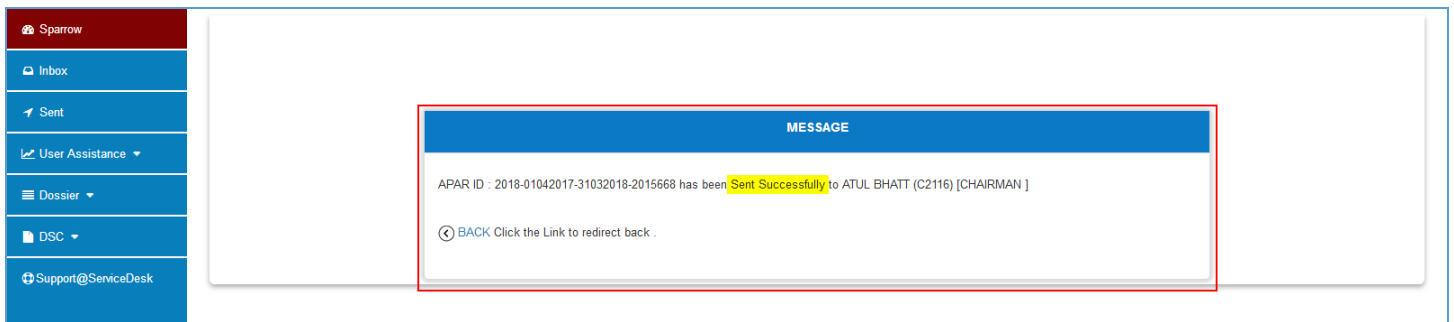 Sparrow
Inbox
Sent
User Assistance
Dossier
DSC
Support@ServiceDesk
MESSAGE
APAR ID : 2018-01042017-31032018-2015668 has been Sent Successfully to ATUL BHATT (C2116) [CHAIRMAN ]
BACK Click the Link to redirect back .